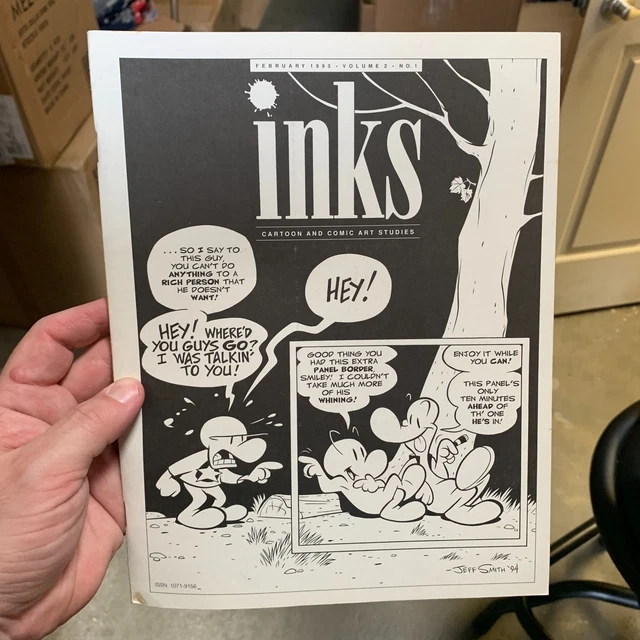 FEBRUARY 1995 • VOLUME 2 • NO. 1
inks
CARTOON AND COMIC ART STUDIES
. . . SO I SAY TO
THIS GUY,
YOU CAN'T DO
ANYTHING TO A
RICH PERSON THAT
HE DOESN'T
WANT!
HEY! WHERE'D
YOU GUYS GO?
I WAS TALKIN'
TO YOU!
HEY!
GOOD THING YOU
HAD THIS EXTRA
PANEL BORDER,
SMILEY! I COULDN'T
TAKE MUCH MORE
OF HIS
WHINING!
ENJOY IT WHILE
YOU CAN!
THIS PANEL'S
ONLY
TEN MINUTES
AHEAD OF
TH' ONE
HE'S IN!
JEFF SMITH '94
ISSN 1071-9156